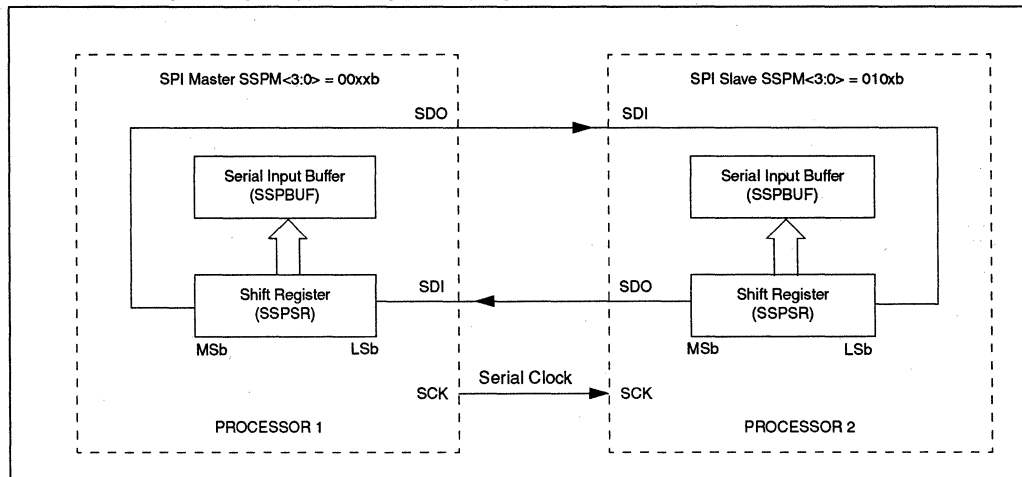 SPI Master SSPM<3:0> = 00xxb
SPI Slave SSPM<3:0> = 010xb
SDO
SDI
Serial Input Buffer
(SSPBUF)
Serial Input Buffer
(SSPBUF)
SDI
SDO
Shift Register
(SSPSR)
Shift Register
(SSPSR)
MSb
LSb
MSb
LSb
Serial Clock
SCK
SCK
PROCESSOR 1
PROCESSOR 2